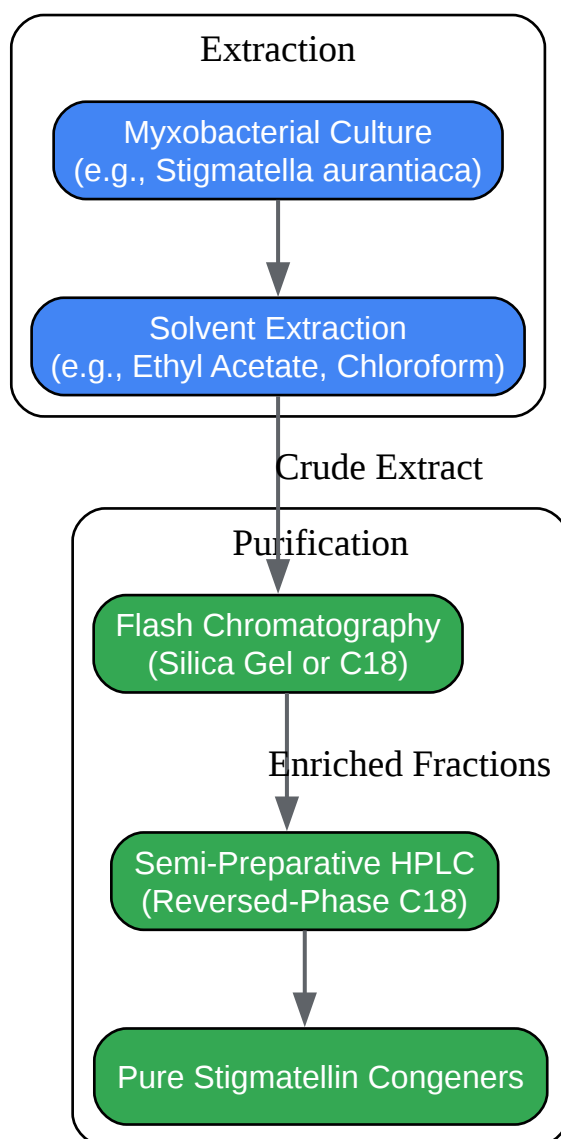 Extraction
Myxobacterial Culture
(e.g., Stigmatella aurantiaca)
Solvent Extraction
(e.g., Ethyl Acetate, Chloroform)
Crude Extract
Purification
Flash Chromatography
(Silica Gel or C18)
Enriched Fractions
Semi-Preparative HPLC
(Reversed-Phase C18)
Pure Stigmatellin Congeners